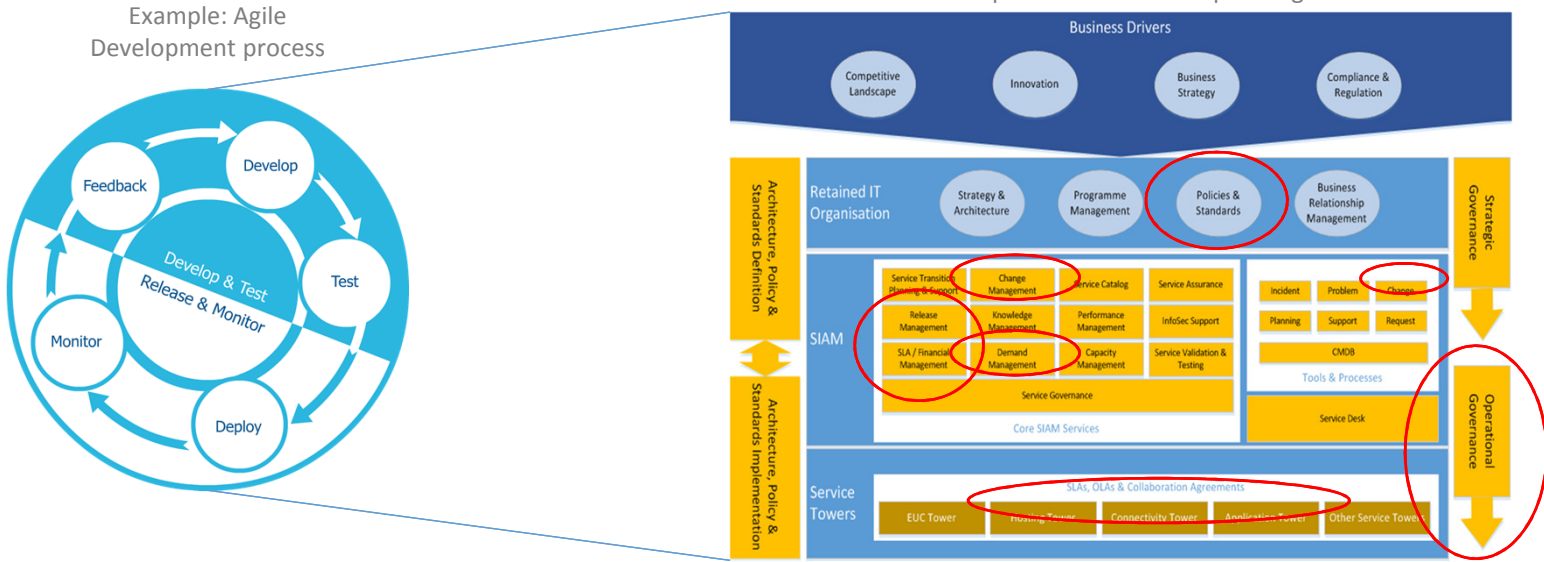 Example: Agile
Development process
Feedback
Develop
Test
Deploy
Monitor
Develop & Test
Release & Monitor
Business Drivers
Competitive
Landscape
Innovation
Business
Strategy
Compliance &
Regulation
Architecture, Policy &
Standards Definition
Architecture, Policy &
Standards Implementation
Retained IT
Organisation
Strategy &
Architecture
Programme
Management
Policies &
Standards
Business
Relationship
Management
Strategic
Governance
Operational
Governance
SIAM
Service Transition
Planning & Support
Change
Management
Service Catalog
Service Assurance
Release
Management
Knowledge
Management
Performance
Management
InfoSec Support
SLA / Financial
Management
Demand
Management
Capacity
Management
Service Validation &
Testing
Service Governance
Core SIAM Services
Incident
Problem
Change
Planning
Support
Request
CMDB
Tools & Processes
Service Desk
Service
Towers
SLAs, OLAs & Collaboration Agreements
EUC Tower
Hosting Tower
Connectivity Tower
Application Tower
Other Service Towers